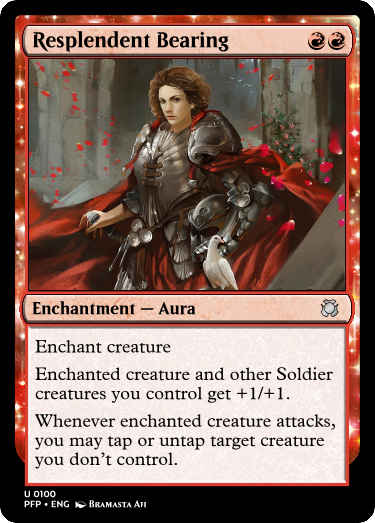 Resplendent Bearing
Enchantment — Aura
Enchant creature
Enchanted creature and other Soldier
creatures you control get +1/+1.
Whenever enchanted creature attacks,
you may tap or untap target creature
you don't control.
U 0100
PFP • ENG Bramasta Aji